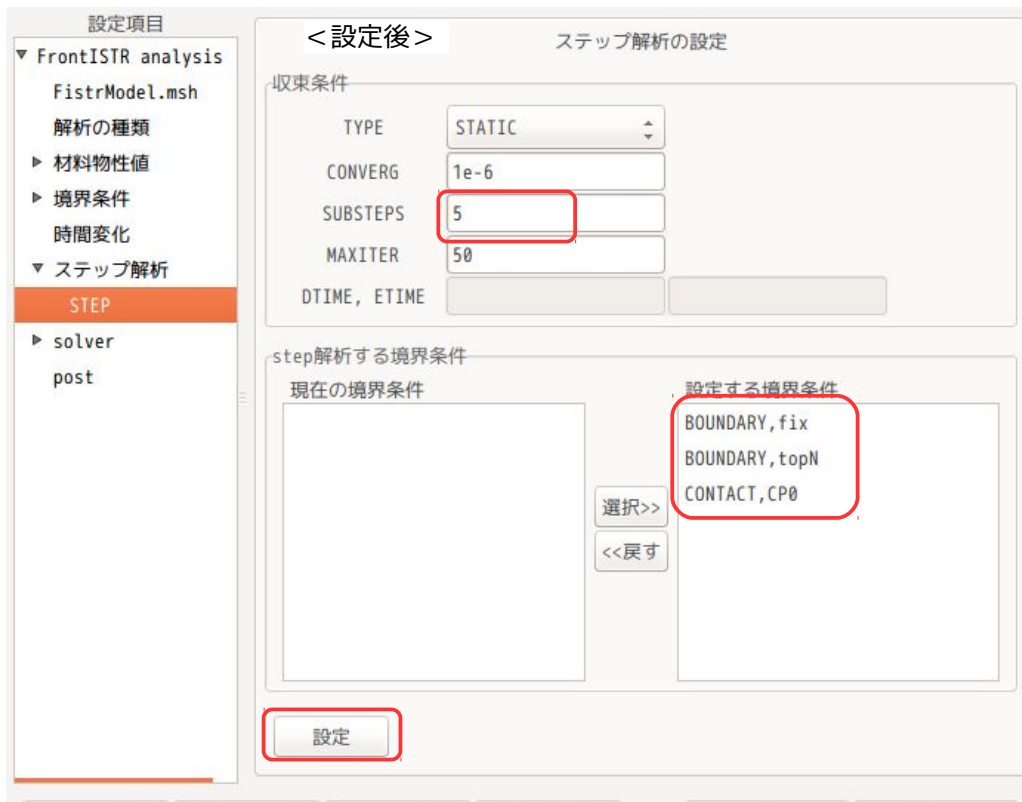 設定項目
▼ FrontISTR analysis
FistrModel.msh
解析の種類
▶ 材料物性値
▶ 境界条件
時間変化
▼ ステップ解析
STEP
▶ solver
post
＜設定後＞
ステップ解析の設定
収束条件
TYPE STATIC
CONVERG 1e-6
SUBSTEPS 5
MAXITER 50
DTIME, ETIME
step解析する境界条件
現在の境界条件
設定する境界条件
BOUNDARY,fix
BOUNDARY,topN
CONTACT,CP0
選択>>
<<戻す
設定